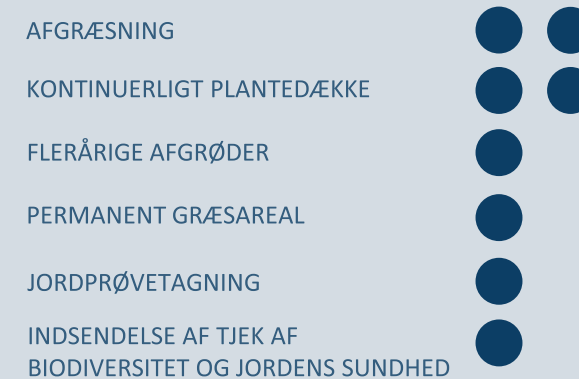 AFGRÆSNING
KONTINUERLIGT PLANTEDÆKKE
FLERÅRIGE AFGRØDER
PERMANENT GRÆSAREAL
JORDPRØVETAGNING
INDSENDELSE AF TJEK AF
BIODIVERSITET OG JORDENS SUNDHED